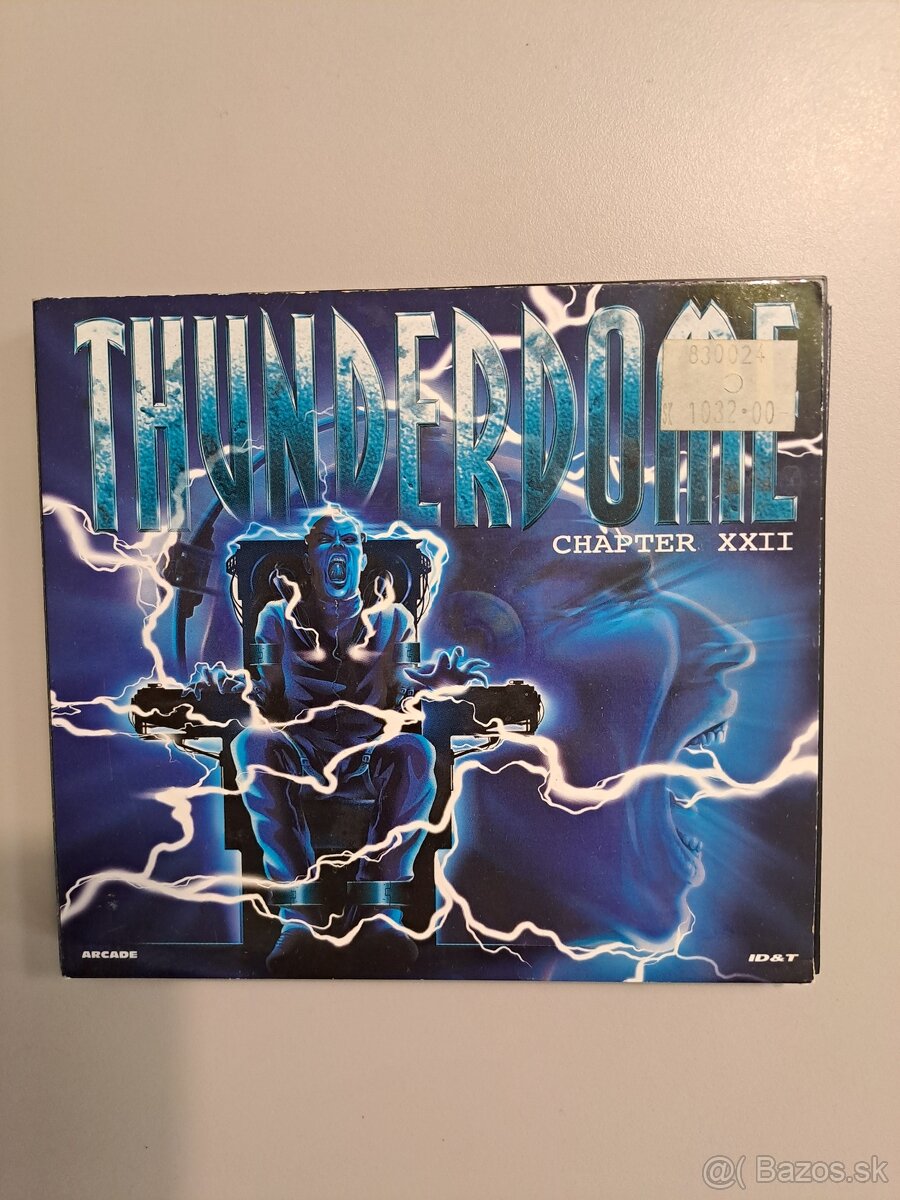 THUNDERDOME
830024
1032·00
CHAPTER XXII
ARCADE
ID&T
@( Bazos.sk